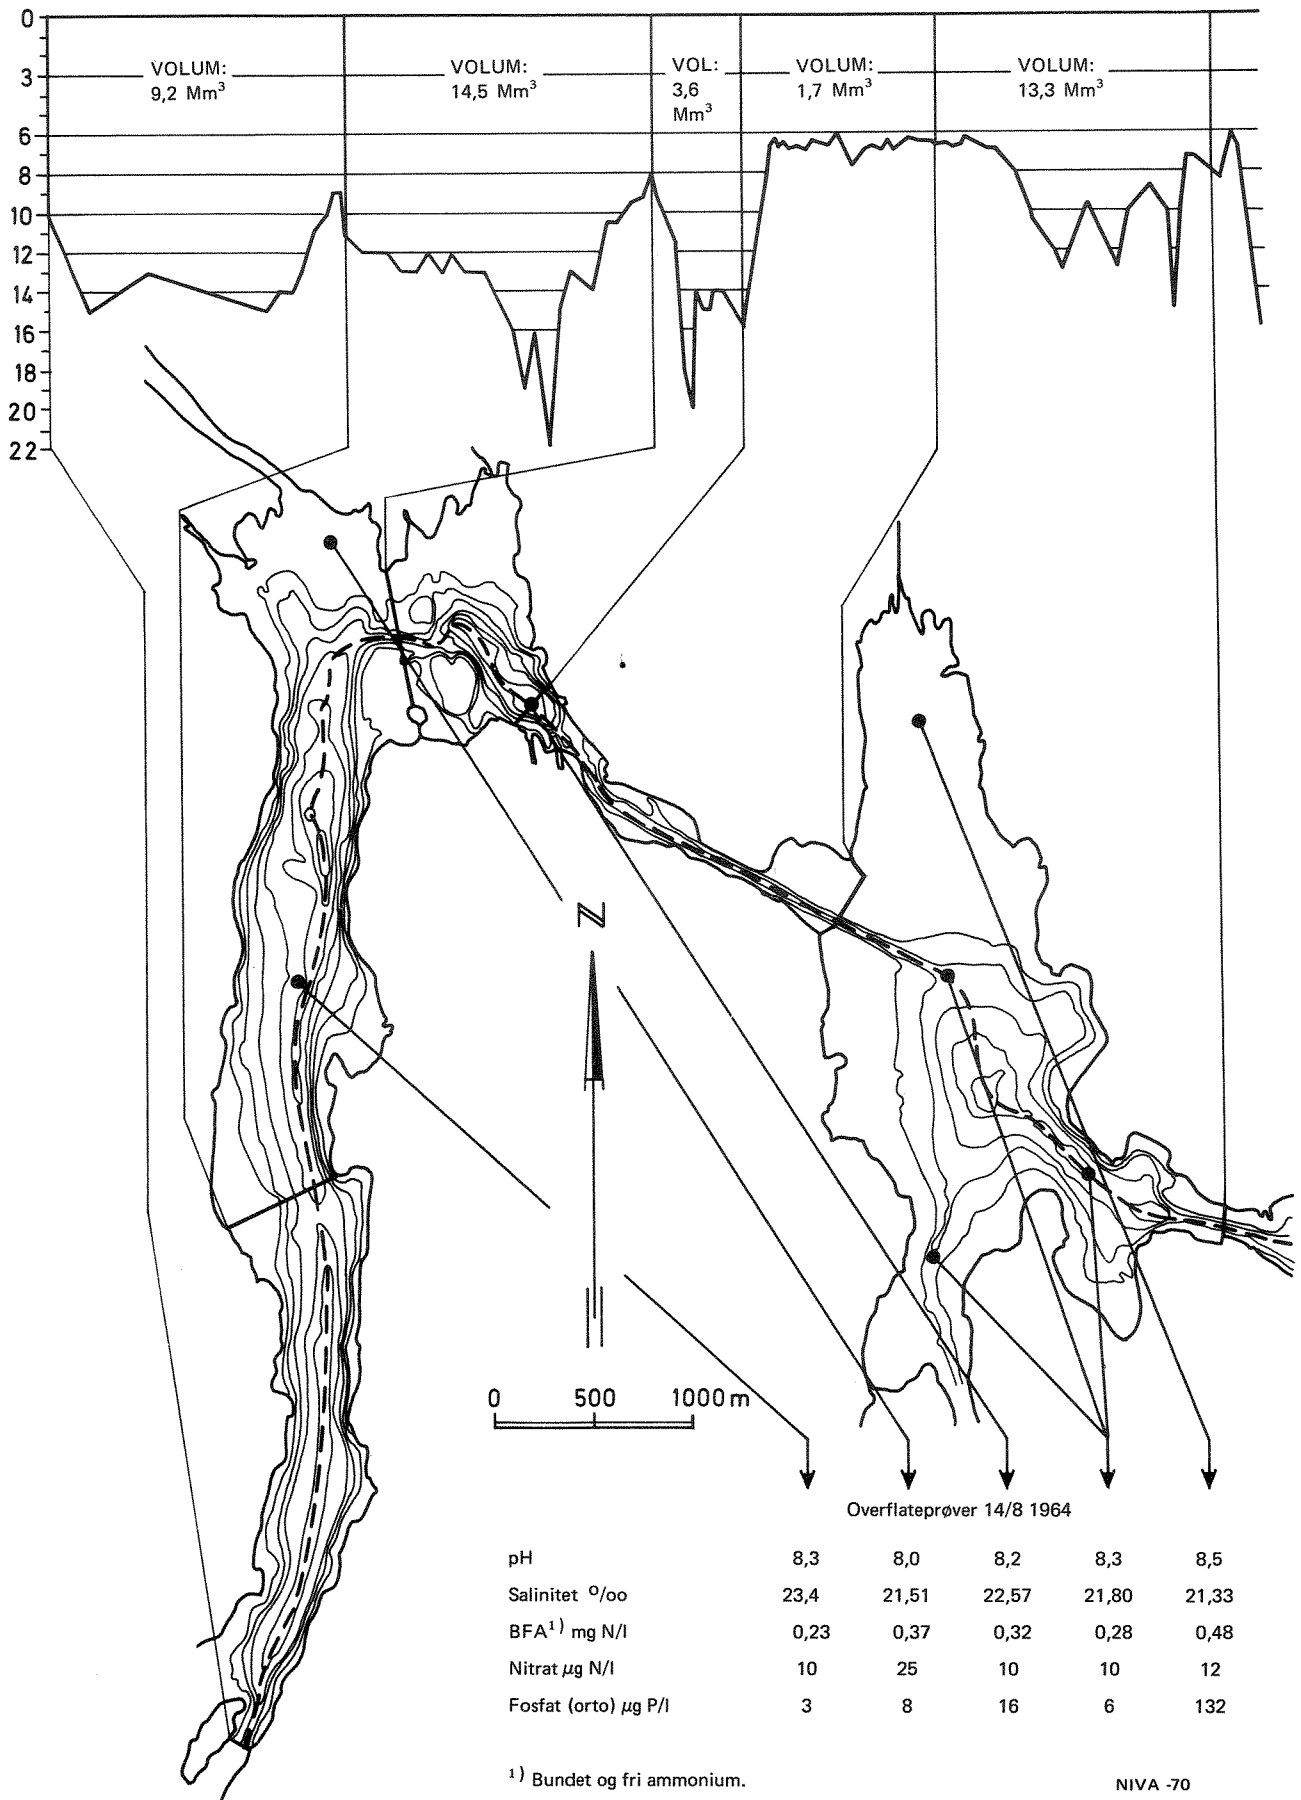 0
3
6
8
10
12
14
16
18
20
22
VOLUM:
9,2 Mm³
VOLUM:
14,5 Mm³
VOL:
3,6
Mm³
VOLUM:
1,7 Mm³
VOLUM:
13,3 Mm³
N
0 500 1000 m
Overflateprøver 14/8 1964
pH 8,3 8,0 8,2 8,3 8,5
Salinitet º/oo 23,4 21,51 22,57 21,80 21,33
BFA¹) mg N/l 0,23 0,37 0,32 0,28 0,48
Nitrat µg N/l 10 25 10 10 12
Fosfat (orto) µg P/l 3 8 16 6 132
¹) Bundet og fri ammonium.
NIVA -70